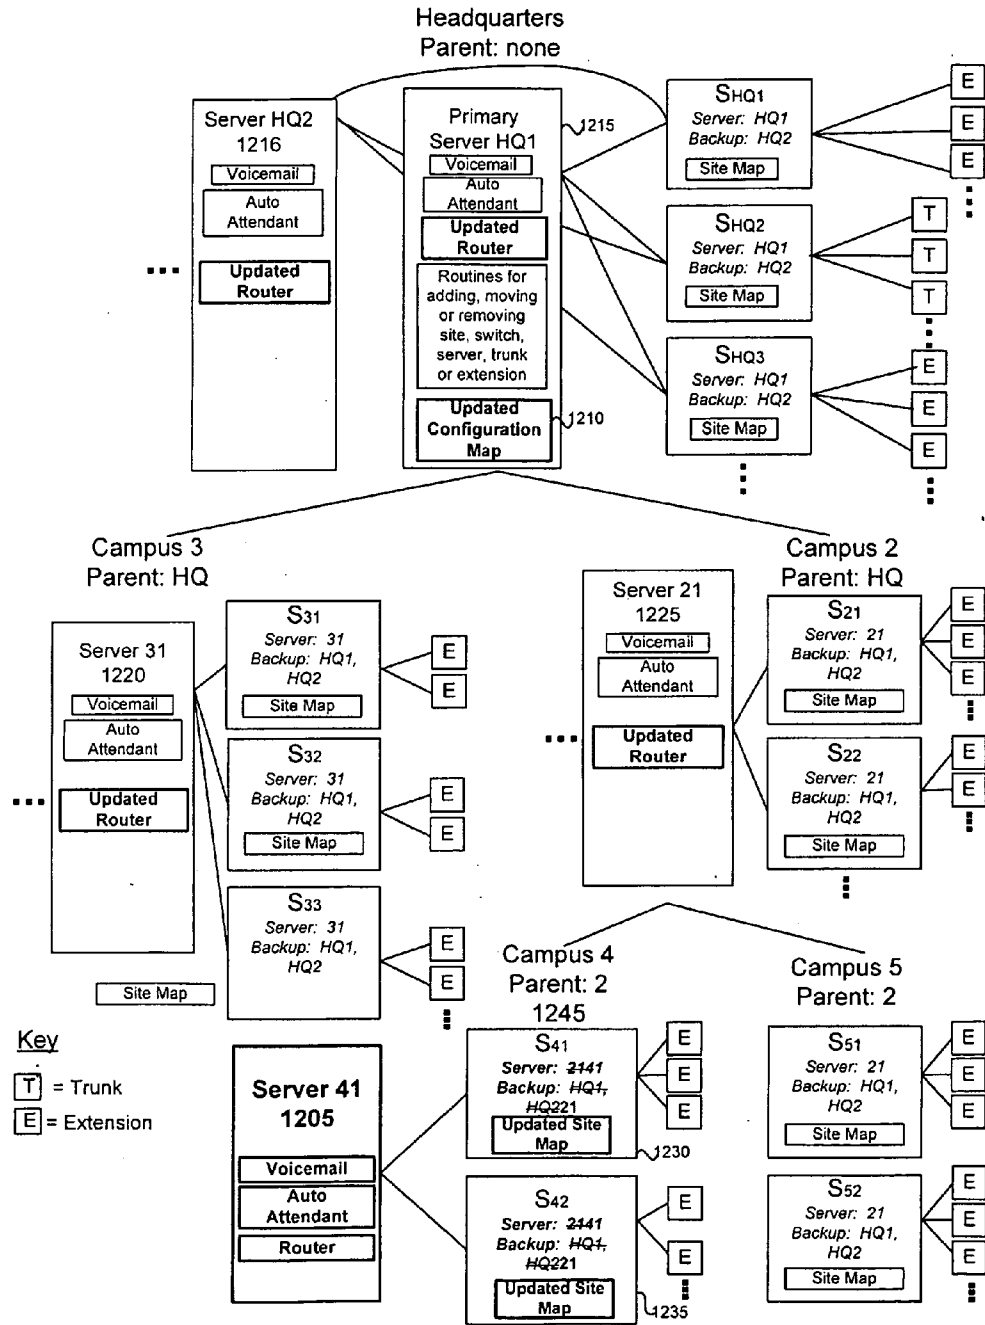 Headquarters
Parent: none
Server HQ2
1216
Voicemail
Auto
Attendant
Updated
Router
Primary
Server HQ1
Voicemail
Auto
Attendant
Updated
Router
Routines for
adding, moving
or removing
site, switch,
server, trunk
or extension
Updated
Configuration
Map
1215
1210
SHQ1
Server: HQ1
Backup: HQ2
Site Map
E
E
E
SHQ2
Server: HQ1
Backup: HQ2
Site Map
T
T
T
SHQ3
Server: HQ1
Backup: HQ2
Site Map
E
E
E
Campus 3
Parent: HQ
Server 31
1220
Voicemail
Auto
Attendant
Updated
Router
S31
Server: 31
Backup: HQ1,
HQ2
Site Map
E
E
S32
Server: 31
Backup: HQ1,
HQ2
Site Map
E
E
S33
Server: 31
Backup: HQ1,
HQ2
Site Map
E
E
Campus 2
Parent: HQ
Server 21
1225
Voicemail
Auto
Attendant
Updated
Router
S21
Server: 21
Backup: HQ1,
HQ2
Site Map
E
E
E
S22
Server: 21
Backup: HQ1,
HQ2
Site Map
E
E
Campus 4
Parent: 2
1245
Server 41
1205
Voicemail
Auto
Attendant
Router
S41
Server: 2141
Backup: HQ1,
HQ221
Updated Site
Map
1230
E
E
E
S42
Server: 2141
Backup: HQ1,
HQ221
Updated Site
Map
1235
E
E
Campus 5
Parent: 2
S51
Server: 21
Backup: HQ1,
HQ2
Site Map
E
E
E
S52
Server: 21
Backup: HQ1,
HQ2
Site Map
E
E
E
Key
T = Trunk
E = Extension